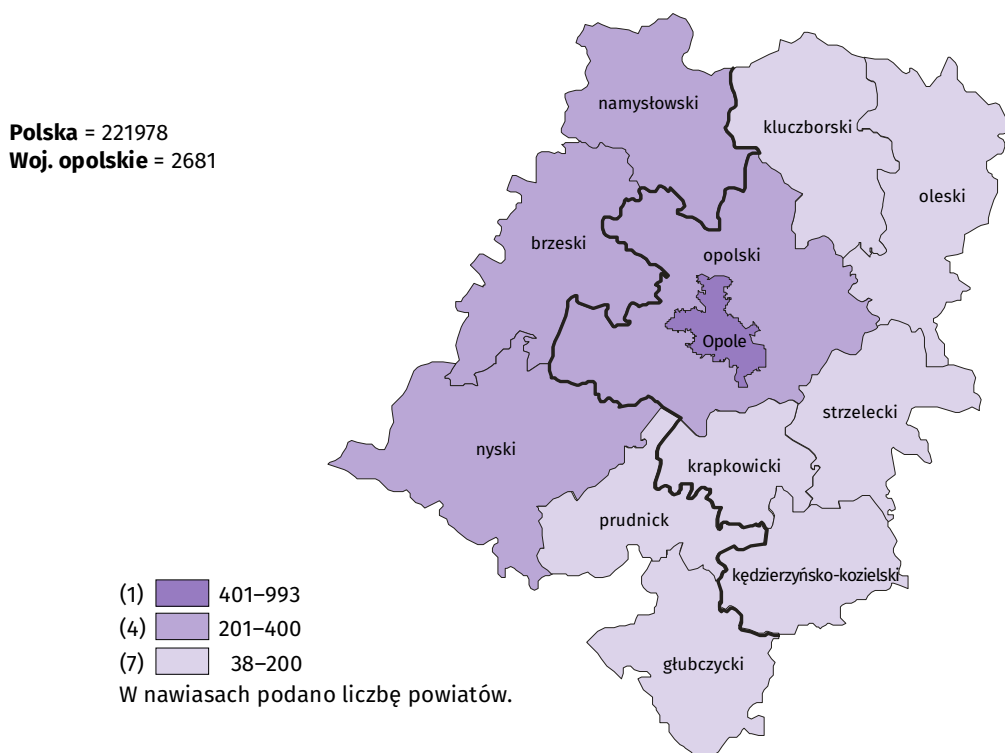 Polska = 221978
Woj. opolskie = 2681
namysłowski
kluczborski
oleski
brzeski
opolski
Opole
strzelecki
nyski
krapkowicki
prudnick
kędzierzyńsko-kozielski
głubczycki
(1) 401–993
(4) 201–400
(7) 38–200
W nawiasach podano liczbę powiatów.